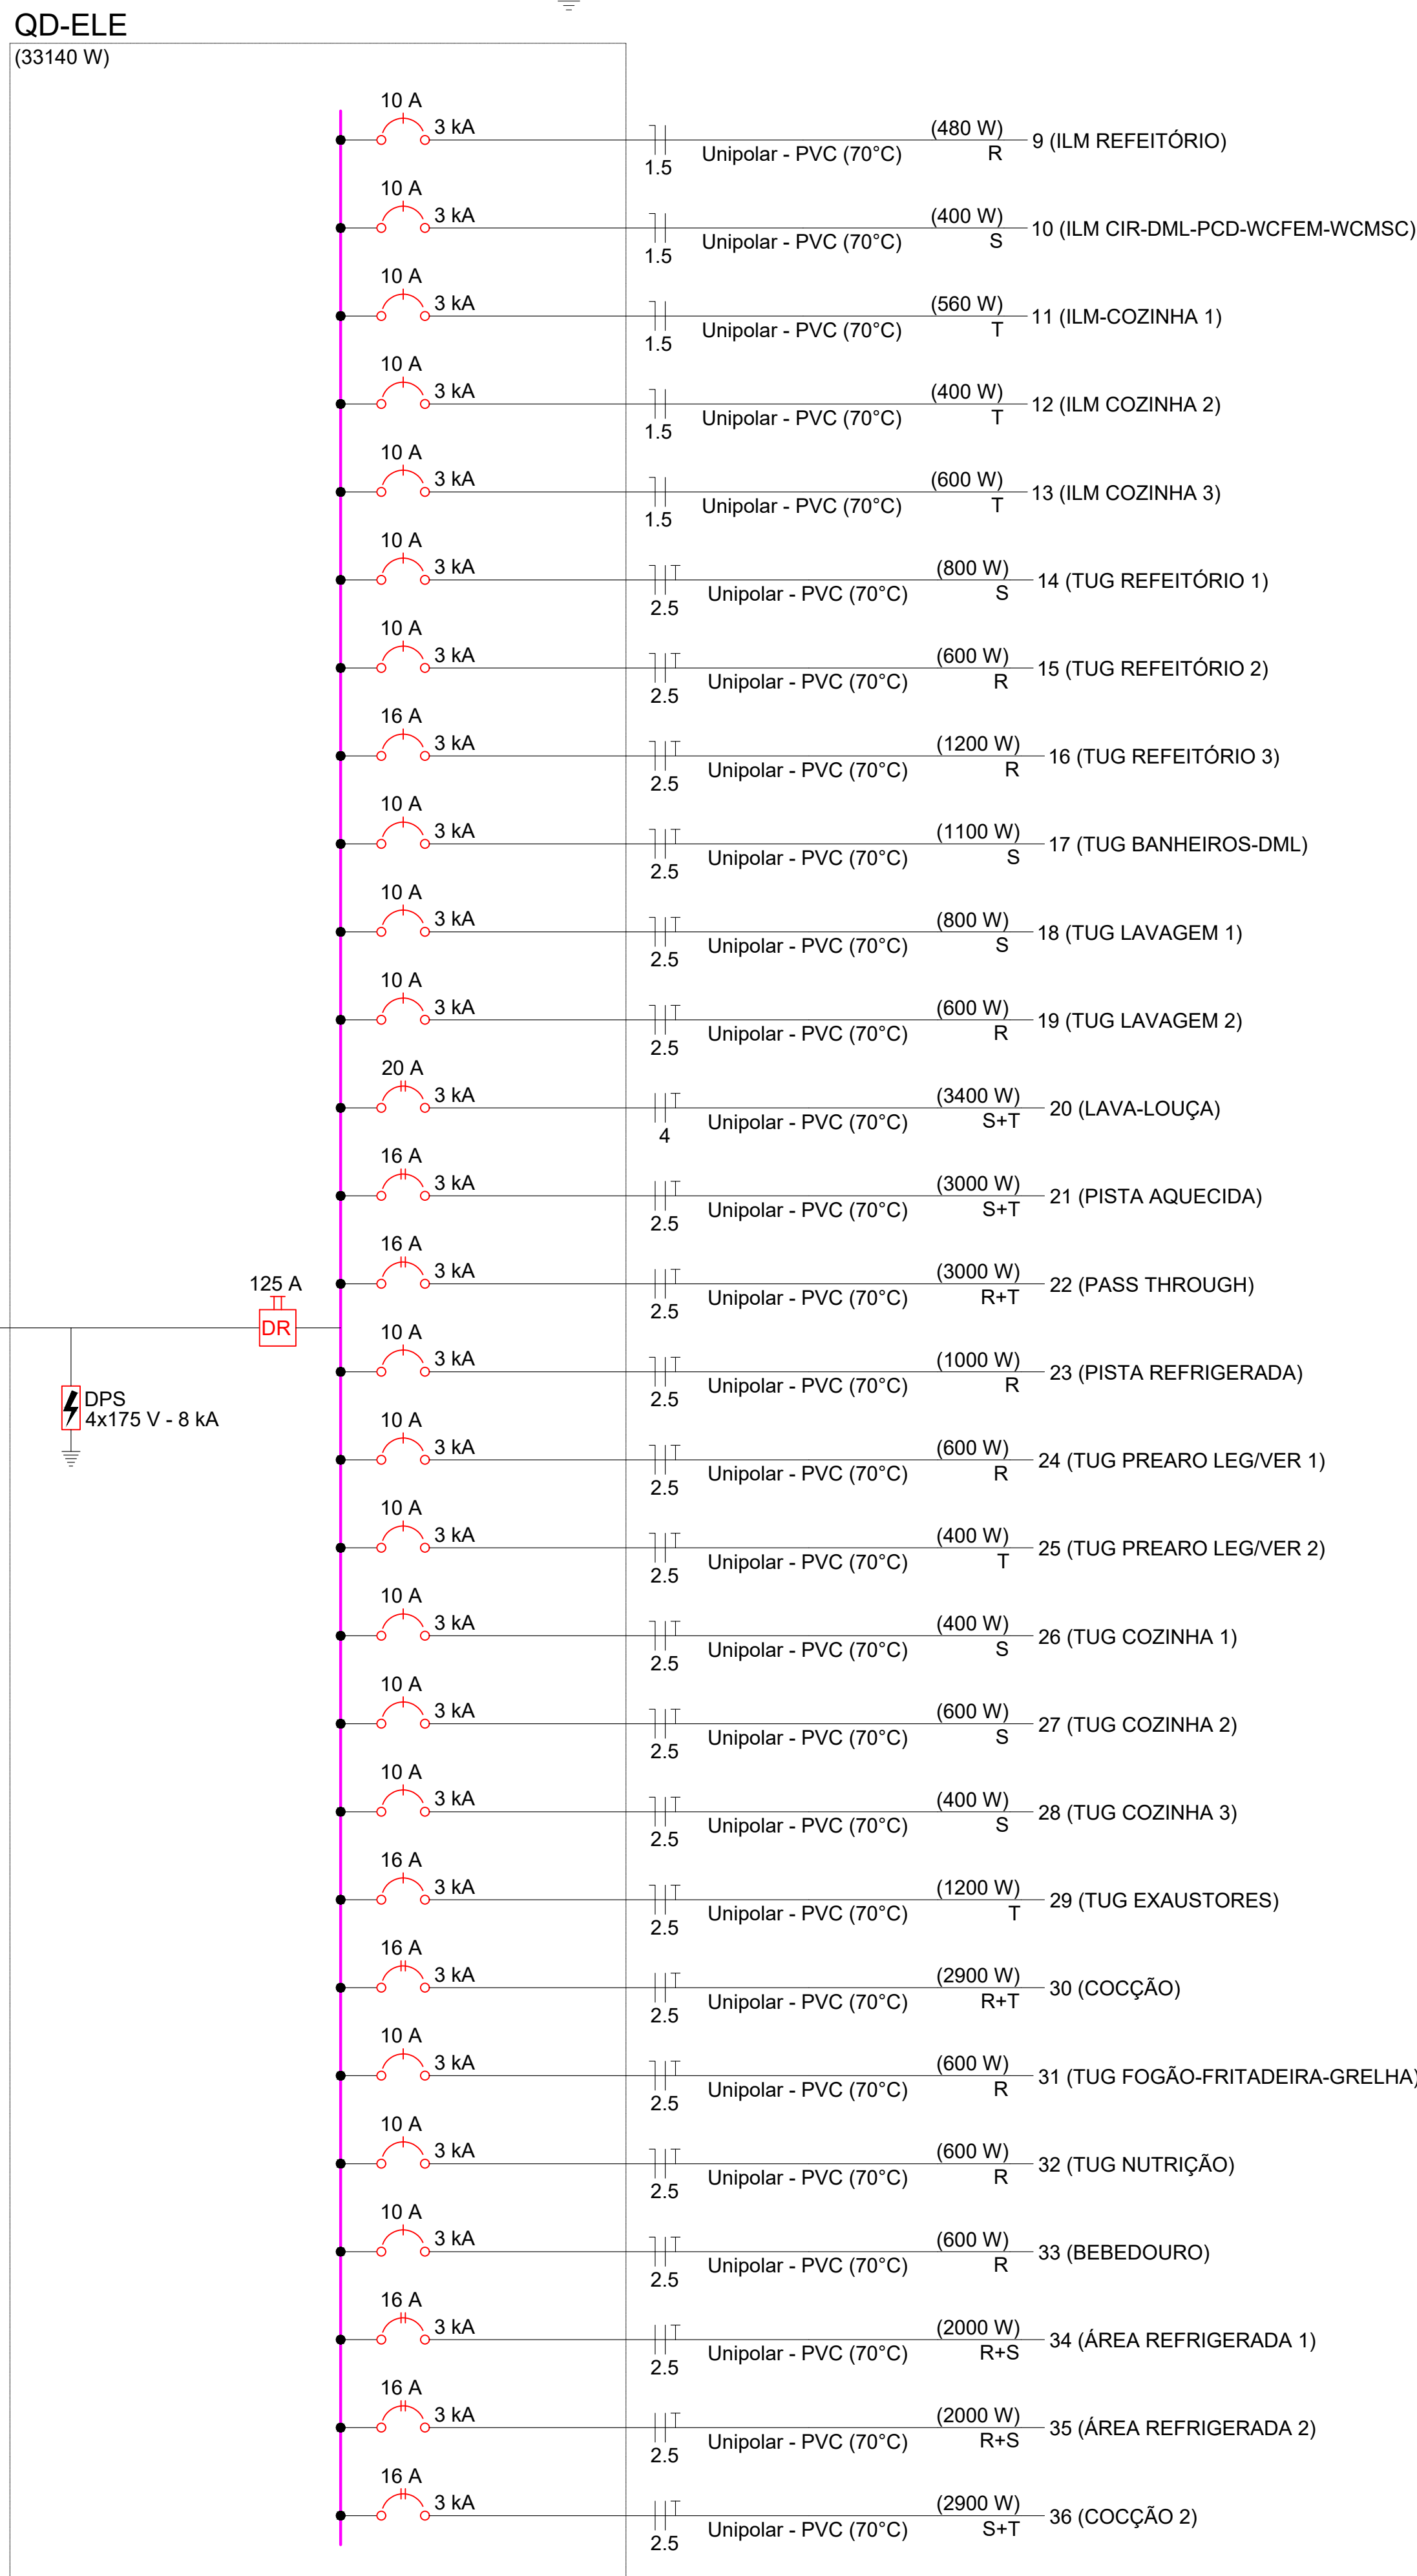 QD-ELE
(33140 W)
10 A
3 kA
1.5
Unipolar - PVC (70°C)
(480 W)
R
9 (ILM REFEITÓRIO)
10 A
3 kA
1.5
Unipolar - PVC (70°C)
(400 W)
S
10 (ILM CIR-DML-PCD-WCFEM-WCMSC)
10 A
3 kA
1.5
Unipolar - PVC (70°C)
(560 W)
T
11 (ILM-COZINHA 1)
10 A
3 kA
1.5
Unipolar - PVC (70°C)
(400 W)
T
12 (ILM COZINHA 2)
10 A
3 kA
1.5
Unipolar - PVC (70°C)
(600 W)
T
13 (ILM COZINHA 3)
10 A
3 kA
2.5
Unipolar - PVC (70°C)
(800 W)
S
14 (TUG REFEITÓRIO 1)
10 A
3 kA
2.5
Unipolar - PVC (70°C)
(600 W)
R
15 (TUG REFEITÓRIO 2)
16 A
3 kA
2.5
Unipolar - PVC (70°C)
(1200 W)
R
16 (TUG REFEITÓRIO 3)
10 A
3 kA
2.5
Unipolar - PVC (70°C)
(1100 W)
S
17 (TUG BANHEIROS-DML)
10 A
3 kA
2.5
Unipolar - PVC (70°C)
(800 W)
S
18 (TUG LAVAGEM 1)
10 A
3 kA
2.5
Unipolar - PVC (70°C)
(600 W)
R
19 (TUG LAVAGEM 2)
20 A
3 kA
4
Unipolar - PVC (70°C)
(3400 W)
S+T
20 (LAVA-LOUÇA)
16 A
3 kA
2.5
Unipolar - PVC (70°C)
(3000 W)
S+T
21 (PISTA AQUECIDA)
16 A
3 kA
2.5
Unipolar - PVC (70°C)
(3000 W)
R+T
22 (PASS THROUGH)
125 A
DR
DPS
4x175 V - 8 kA
10 A
3 kA
2.5
Unipolar - PVC (70°C)
(1000 W)
R
23 (PISTA REFRIGERADA)
10 A
3 kA
2.5
Unipolar - PVC (70°C)
(600 W)
R
24 (TUG PREARO LEG/VER 1)
10 A
3 kA
2.5
Unipolar - PVC (70°C)
(400 W)
T
25 (TUG PREARO LEG/VER 2)
10 A
3 kA
2.5
Unipolar - PVC (70°C)
(400 W)
S
26 (TUG COZINHA 1)
10 A
3 kA
2.5
Unipolar - PVC (70°C)
(600 W)
S
27 (TUG COZINHA 2)
10 A
3 kA
2.5
Unipolar - PVC (70°C)
(400 W)
S
28 (TUG COZINHA 3)
16 A
3 kA
2.5
Unipolar - PVC (70°C)
(1200 W)
T
29 (TUG EXAUSTORES)
16 A
3 kA
2.5
Unipolar - PVC (70°C)
(2900 W)
R+T
30 (COCÇÃO)
10 A
3 kA
2.5
Unipolar - PVC (70°C)
(600 W)
R
31 (TUG FOGÃO-FRITADEIRA-GRELHA)
10 A
3 kA
2.5
Unipolar - PVC (70°C)
(600 W)
R
32 (TUG NUTRIÇÃO)
10 A
3 kA
2.5
Unipolar - PVC (70°C)
(600 W)
R
33 (BEBEDOURO)
16 A
3 kA
2.5
Unipolar - PVC (70°C)
(2000 W)
R+S
34 (ÁREA REFRIGERADA 1)
16 A
3 kA
2.5
Unipolar - PVC (70°C)
(2000 W)
R+S
35 (ÁREA REFRIGERADA 2)
16 A
3 kA
2.5
Unipolar - PVC (70°C)
(2900 W)
S+T
36 (COCÇÃO 2)